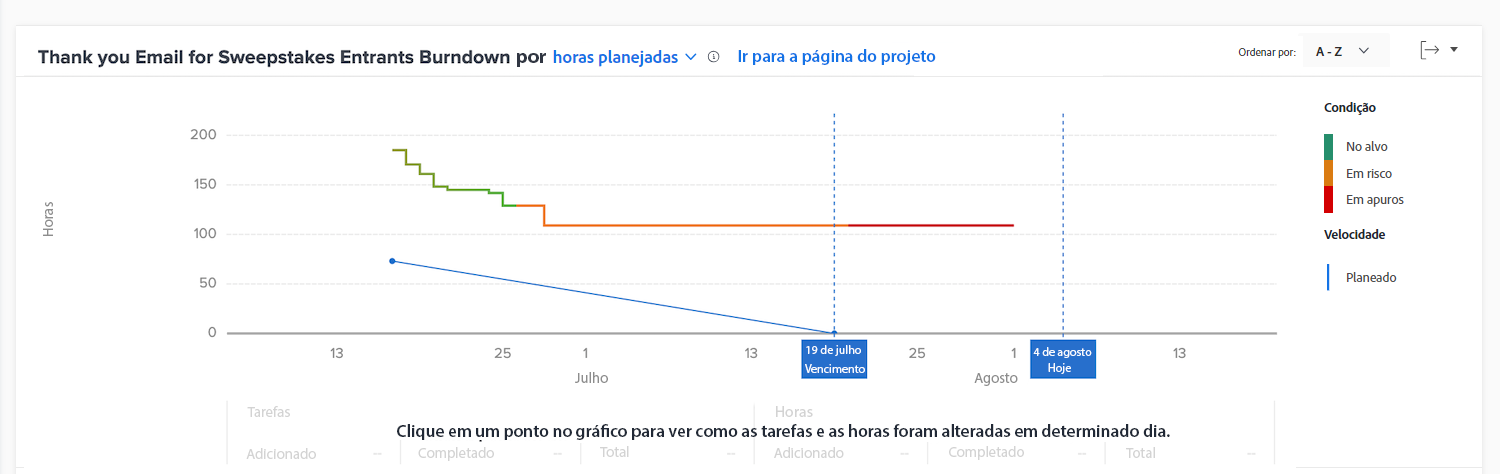 Thank you Email for Sweepstakes Entrants Burndown por horas planejadas Ir para a página do projeto Ordenar por: A - Z
Condição
No alvo
Em risco
Em apuros
Velocidade
Planeado
Horas
200
150
100
50
0
13 25 1 13 25 1 13
19 de julho
Vencimento
4 de agosto
Hoje
Julho Agosto
Tarefas Horas
Clique em um ponto no gráfico para ver como as tarefas e as horas foram alteradas em determinado dia.
Adicionado -- Completado -- Total -- Adicionado -- Completado -- Total --